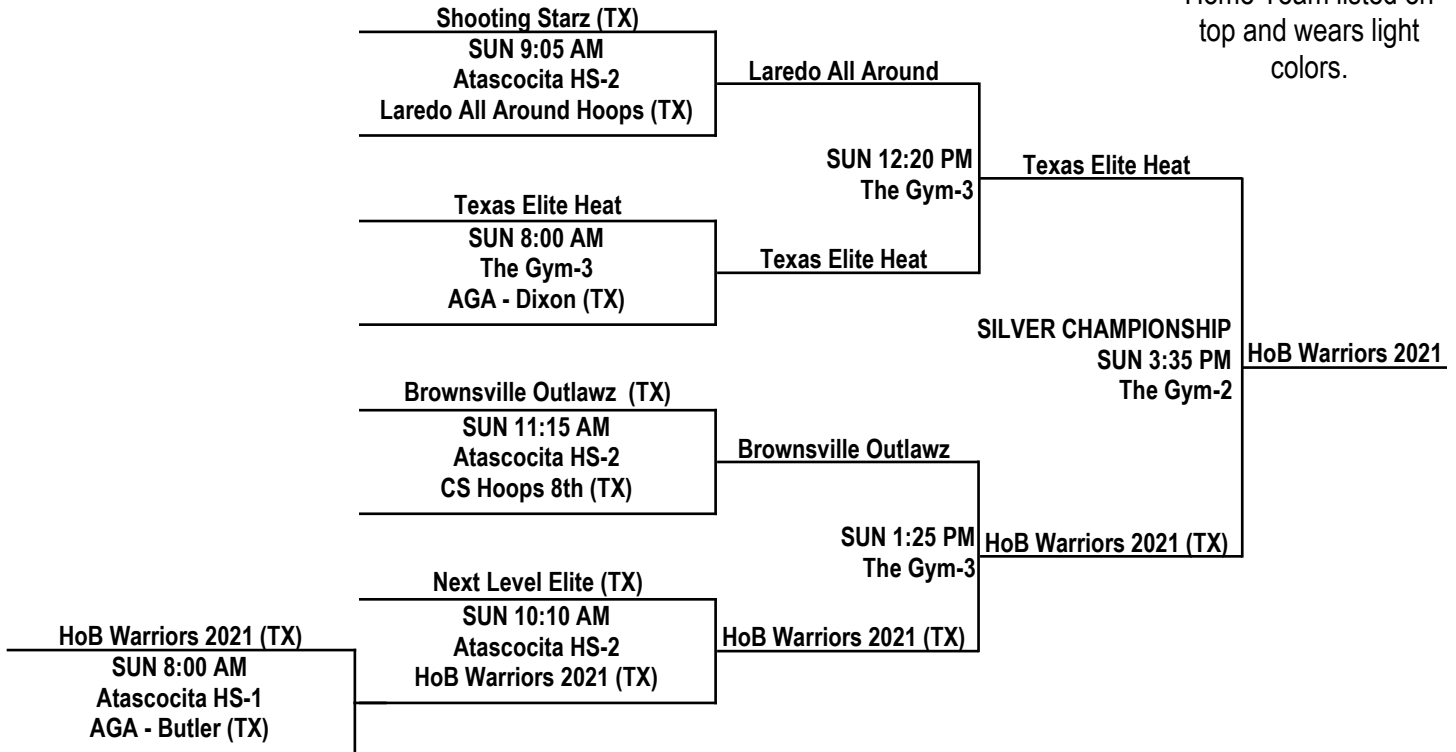 Home Team listed on
top and wears light
colors.
Shooting Starz (TX)
SUN 9:05 AM
Atascocita HS-2
Laredo All Around Hoops (TX)
Laredo All Around
SUN 12:20 PM
The Gym-3
Texas Elite Heat
Texas Elite Heat
SUN 8:00 AM
The Gym-3
AGA - Dixon (TX)
Texas Elite Heat
SILVER CHAMPIONSHIP
SUN 3:35 PM
The Gym-2
HoB Warriors 2021
Brownsville Outlawz  (TX)
SUN 11:15 AM
Atascocita HS-2
CS Hoops 8th (TX)
Brownsville Outlawz
SUN 1:25 PM
The Gym-3
HoB Warriors 2021 (TX)
Next Level Elite (TX)
SUN 10:10 AM
Atascocita HS-2
HoB Warriors 2021 (TX)
HoB Warriors 2021 (TX)
HoB Warriors 2021 (TX)
SUN 8:00 AM
Atascocita HS-1
AGA - Butler (TX)